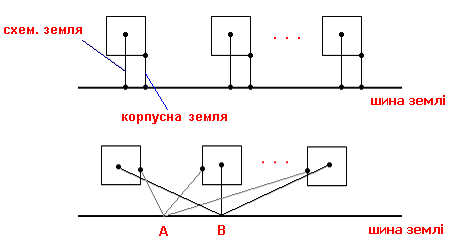 схем. земля
. . .
корпусна земля
шина землі
. . .
A
B
шина землі